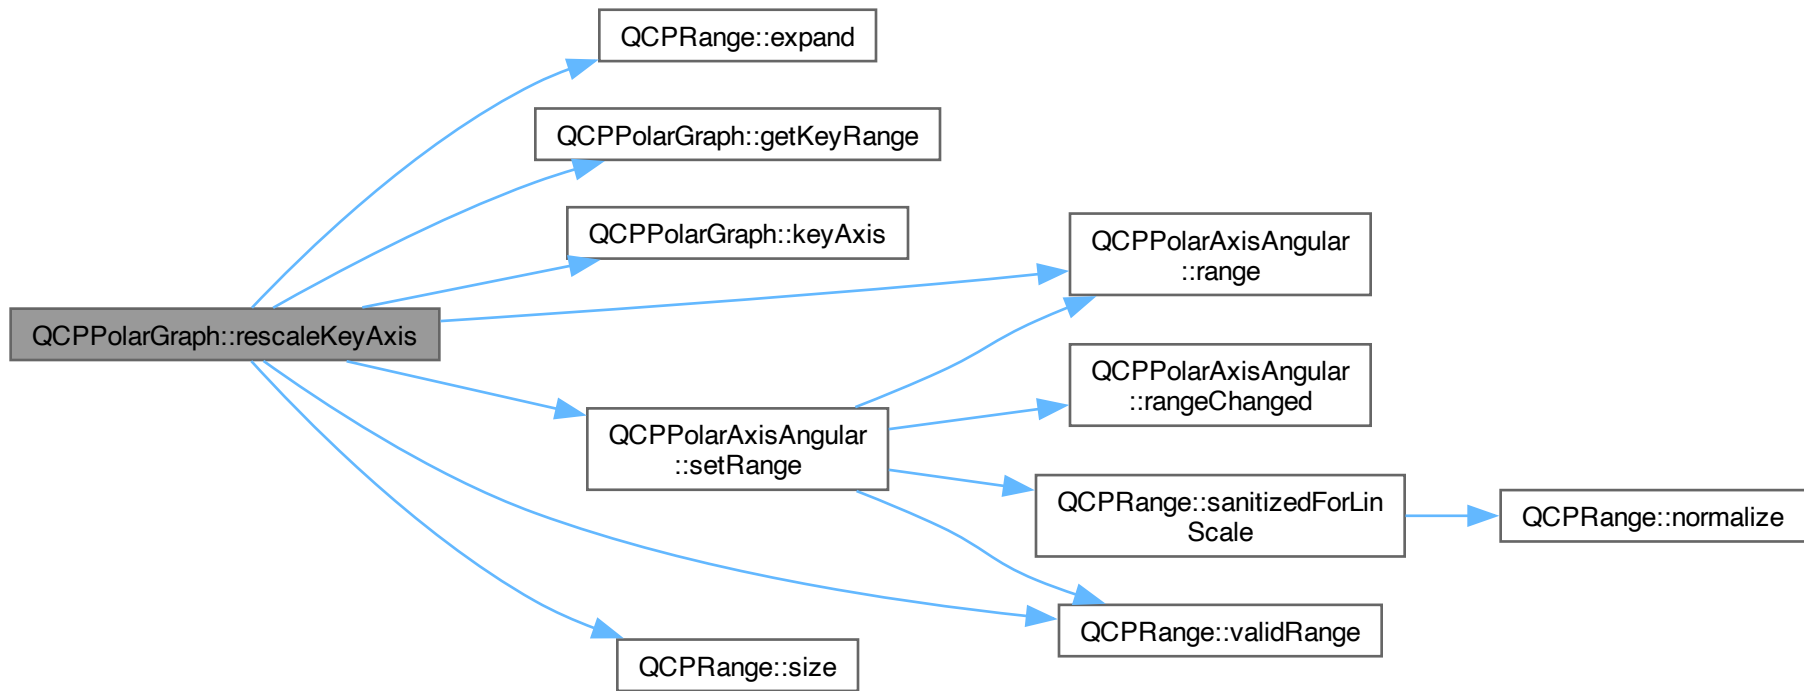 QCPRange::expand
QCPPolarGraph::getKeyRange
QCPPolarGraph::keyAxis
QCPPolarAxisAngular
::range
QCPPolarGraph::rescaleKeyAxis
QCPPolarAxisAngular
::rangeChanged
QCPPolarAxisAngular
::setRange
QCPRange::sanitizedForLin
Scale
QCPRange::normalize
QCPRange::validRange
QCPRange::size